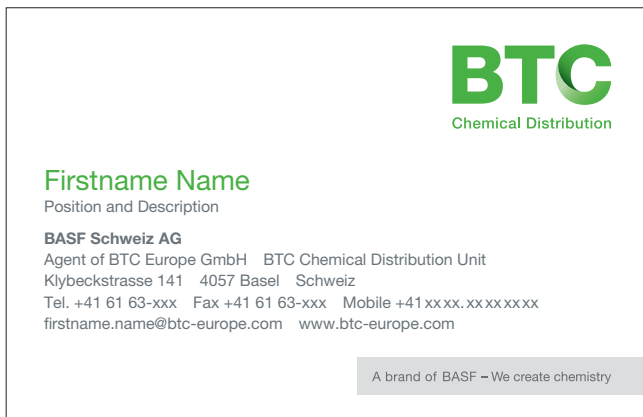 BTC
Chemical Distribution
Firstname Name
Position and Description
BASF Schweiz AG
Agent of BTC Europe GmbH BTC Chemical Distribution Unit
Klybeckstrasse 141 4057 Basel Schweiz
Tel. +41 61 63-xxx Fax +41 61 63-xxx Mobile +41 xx xx. xx xx xx xx
firstname.name@btc-europe.com www.btc-europe.com
A brand of BASF – We create chemistry